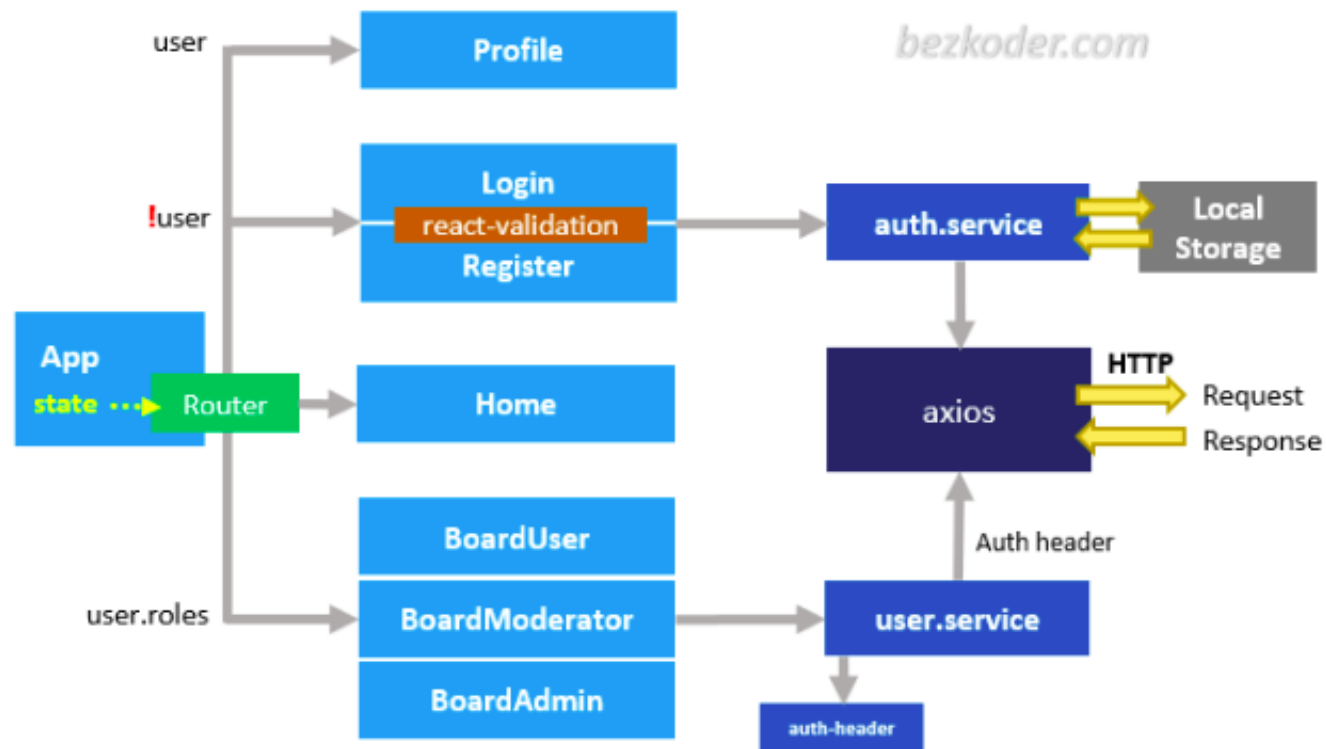 bezkoder.com
user
Profile
!user
Login
react-validation
Register
auth.service
Local
Storage
App
state
Router
Home
axios
HTTP
Request
Response
BoardUser
user.roles
BoardModerator
BoardAdmin
Auth header
user.service
auth-header